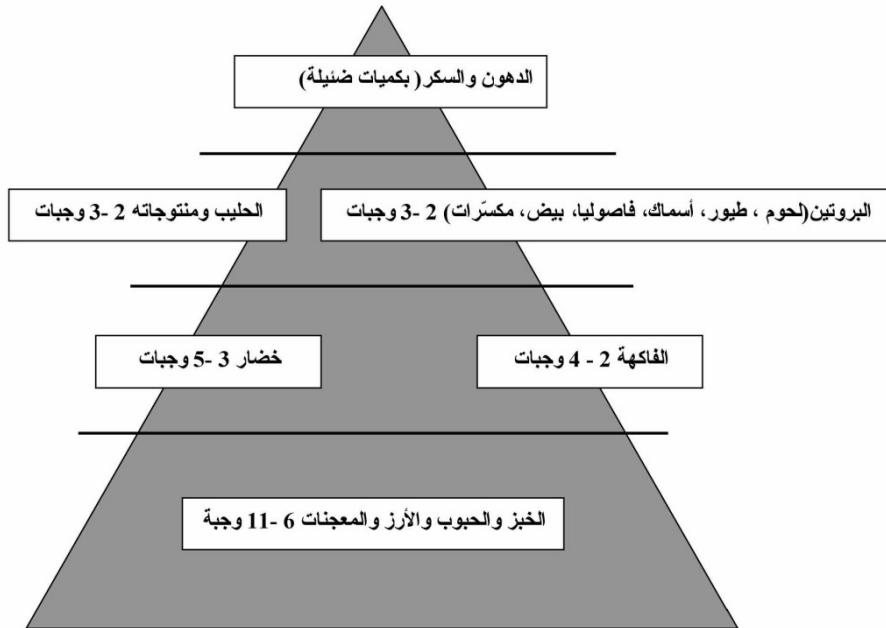 الدهون والسكر( بكميات ضئيلة)
البروتين(لحوم ، طيور، أسماك، فاصوليا، بيض، مكسّرات) 2 -3 وجبات
الحليب ومنتوجاته 2 -3 وجبات
الفاكهة 2 - 4 وجبات
خضار 3 -5 وجبات
الخبز والحبوب والأرز والمعجنات 6 -11 وجبة